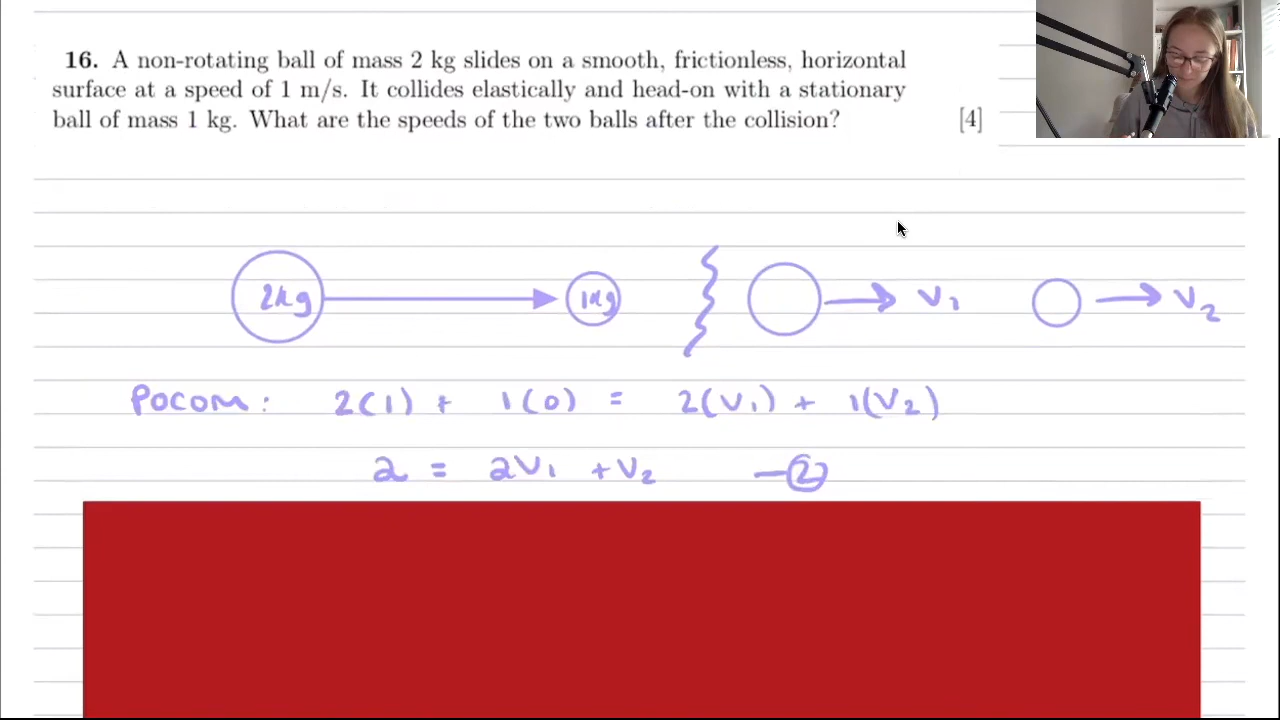 16. A non-rotating ball of mass 2 kg slides on a smooth, frictionless, horizontal
surface at a speed of 1 m/s. It collides elastically and head-on with a stationary
ball of mass 1 kg. What are the speeds of the two balls after the collision? [4]
2kg 1kg V₁ V₂
POCOM: 2(1) + 1(0) = 2(V₁) + 1(V₂)
2 = 2V₁ + V₂ —②